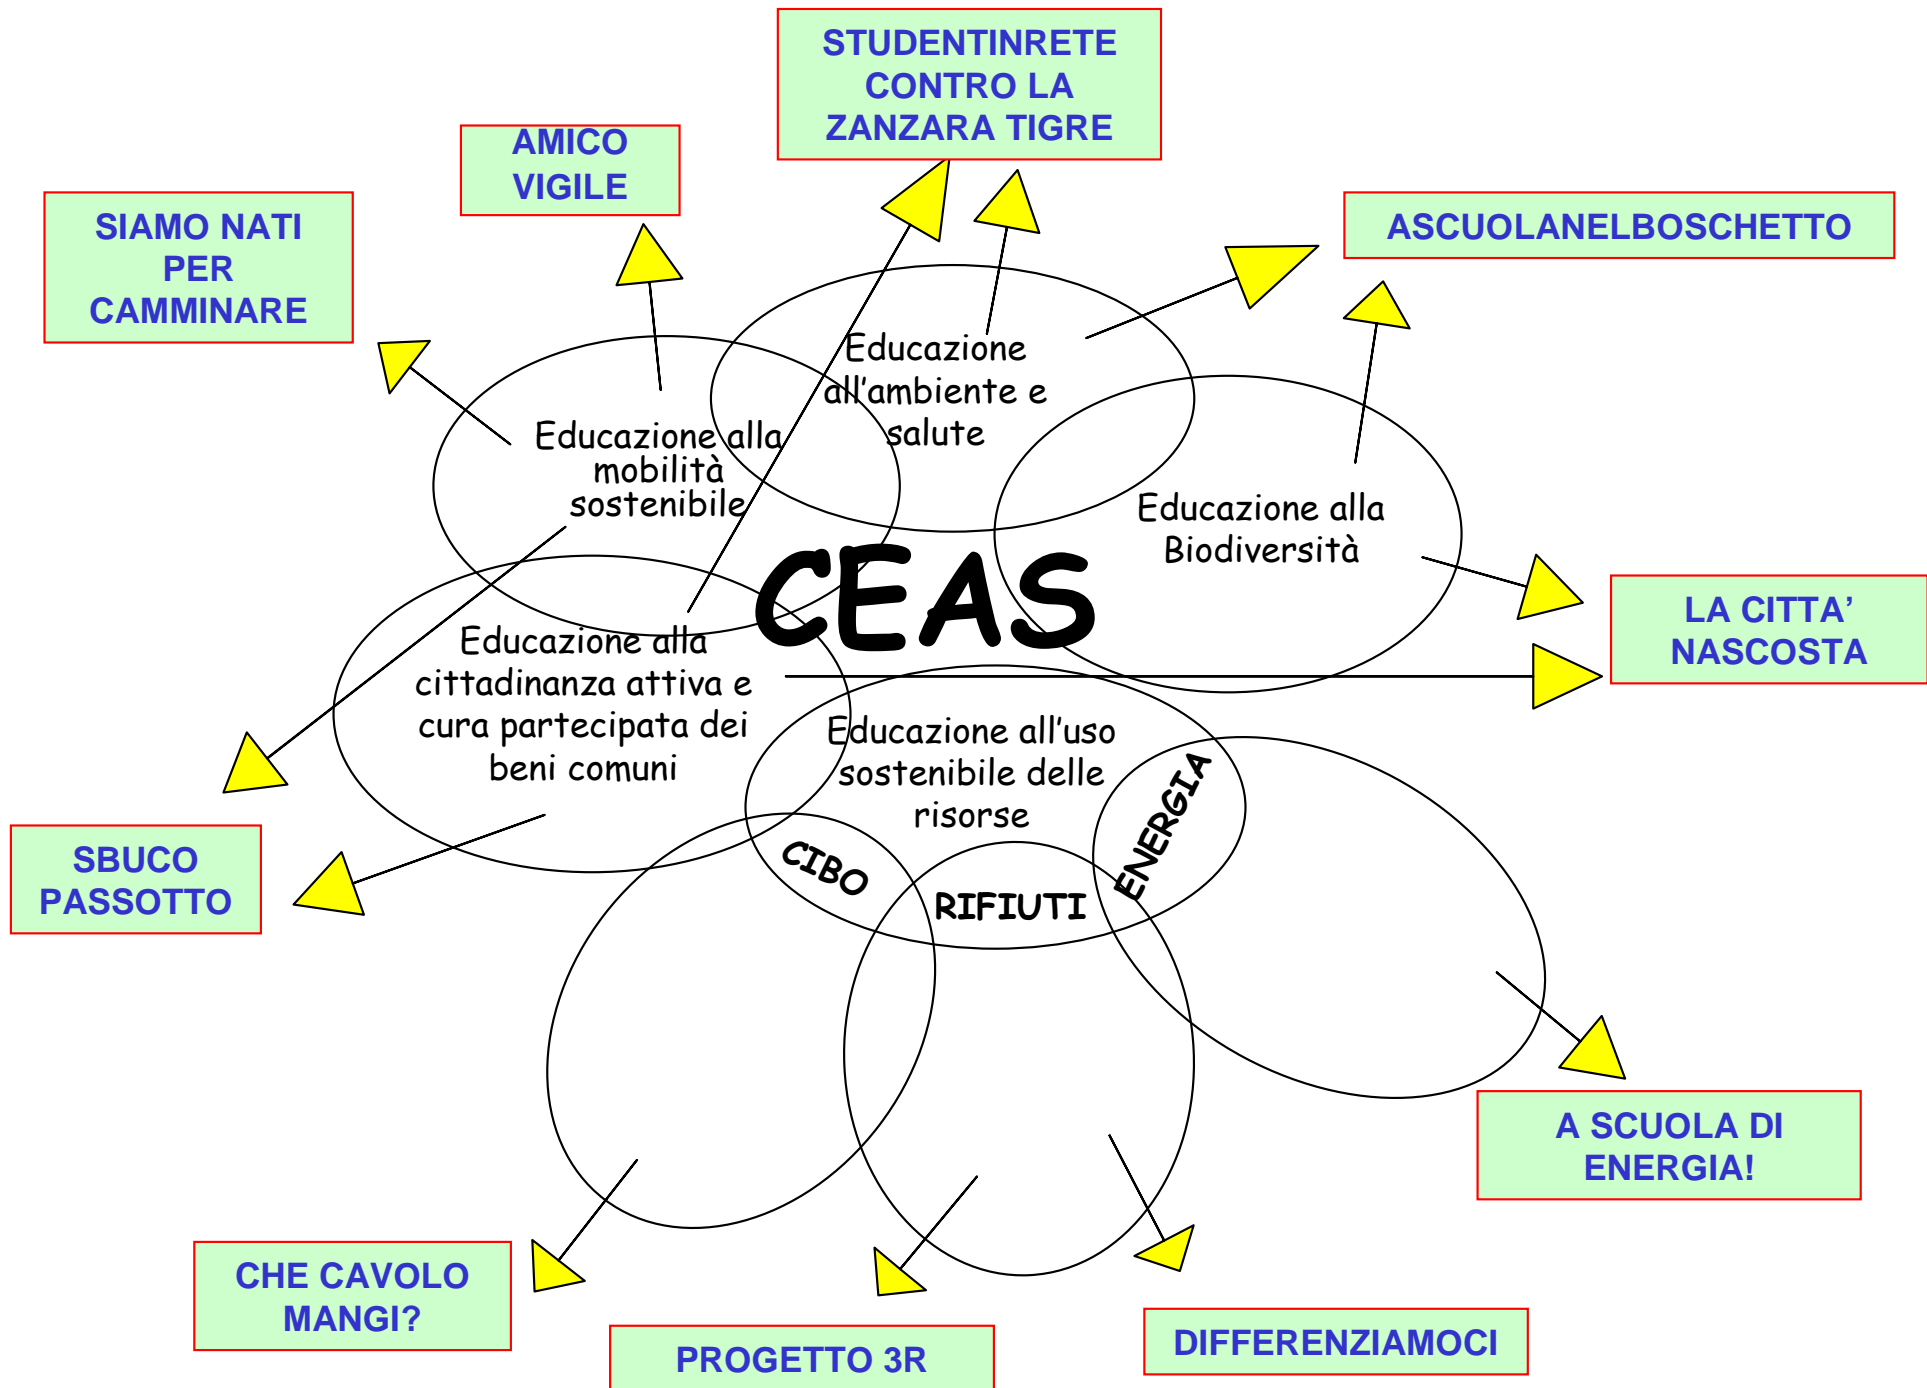 STUDENTINRETE
CONTRO LA
ZANZARA TIGRE
AMICO
VIGILE
SIAMO NATI
PER
CAMMINARE
ASCUOLANELBOSCHETTO
Educazione
all'ambiente e
salute
Educazione alla
mobilità
sostenibile
Educazione alla
Biodiversità
CEAS
LA CITTA'
NASCOSTA
Educazione alla
cittadinanza attiva e
cura partecipata dei
beni comuni
Educazione all'uso
sostenibile delle
risorse
ENERGIA
CIBO
RIFIUTI
SBUCO
PASSOTTO
A SCUOLA DI
ENERGIA!
CHE CAVOLO
MANGI?
PROGETTO 3R
DIFFERENZIAMOCI